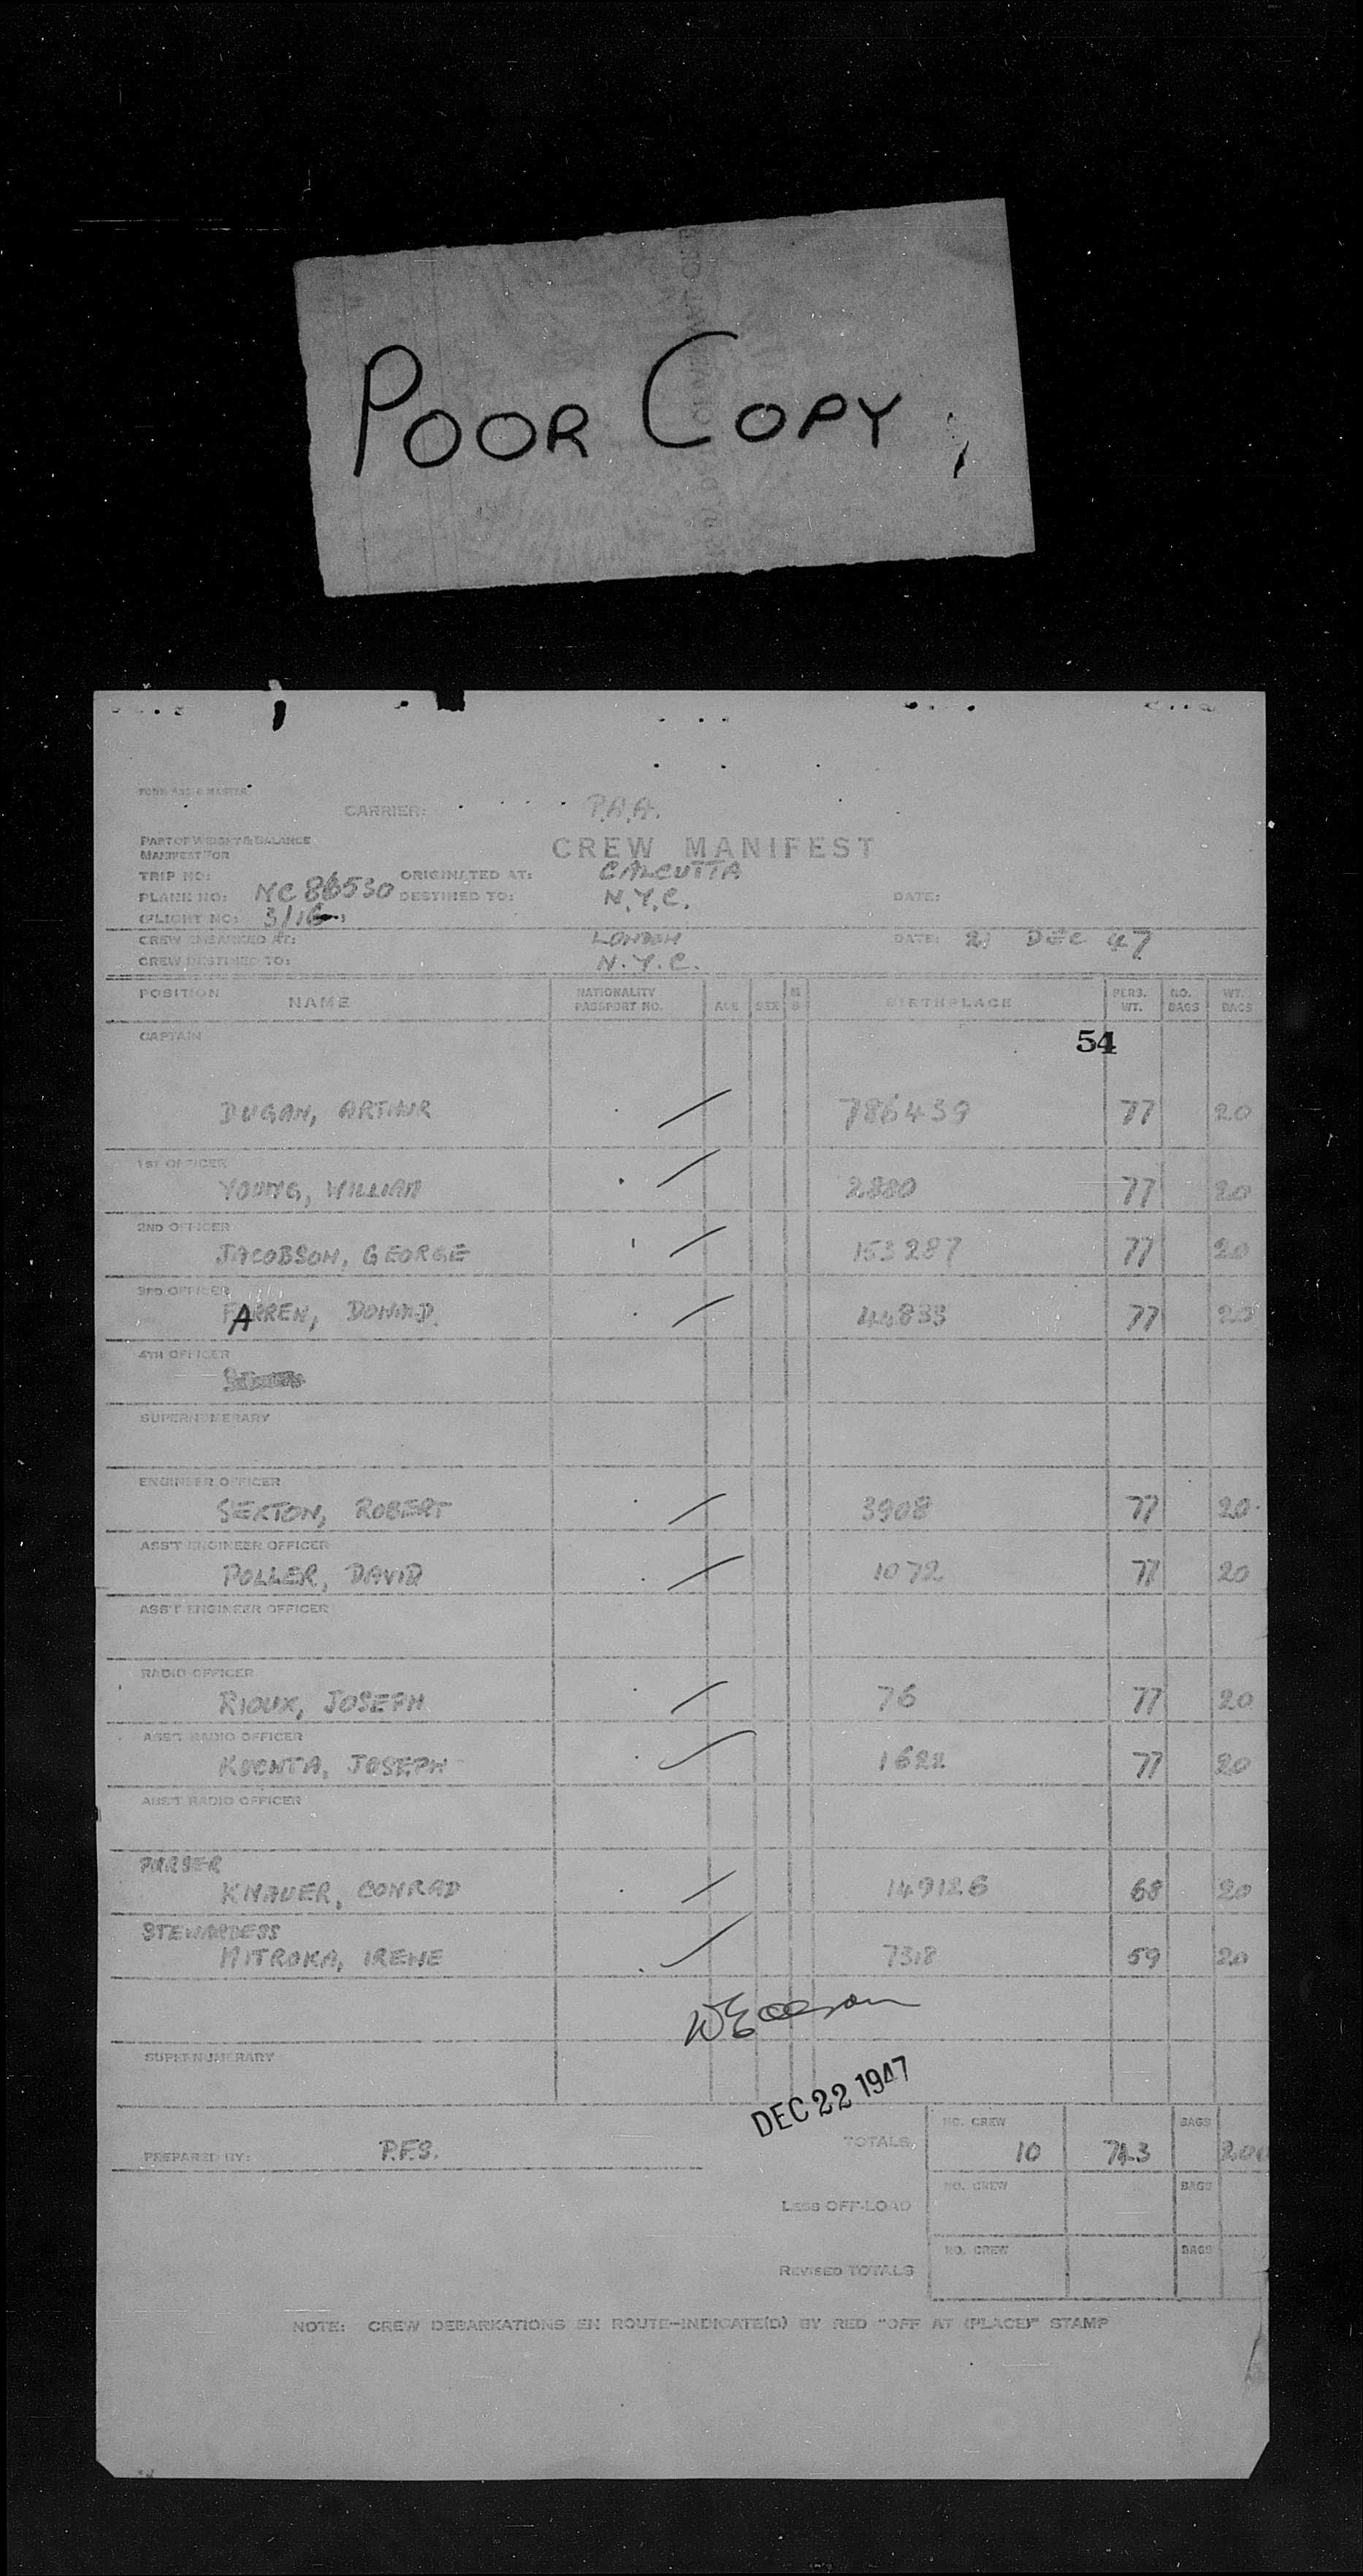 POOR COPY
CARRIER: P.A.A.
PART OF WEIGHT & BALANCE
MANIFEST FOR
CREW MANIFEST
TRIP NO: ORIGINATED AT: CALCUTTA
PLANE NO: NC 86530 DESTINED TO: N.Y.C. DATE:
FLIGHT NO: 3/16
CREW EMBARKED AT: LONDON DATE: 21 DEC 47
CREW DESTINED TO: N.Y.C.
POSITION NAME NATIONALITY PASSPORT NO. AGE SEX BIRTHPLACE PERS. WT. NO. BAGS WT. BAGS
CAPTAIN 54
DUGAN, ARTHUR 786439 77 20
1ST OFFICER
YOUNG, WILLIAM 2880 77 20
2ND OFFICER
JACOBSON, GEORGE 153287 77 20
3RD OFFICER
FARREN, DONALD 44833 77 20
4TH OFFICER
SUPERNUMERARY
ENGINEER OFFICER
SEXTON, ROBERT 3908 77 20
ASS'T ENGINEER OFFICER
POLLER, DAVID 1072 77 20
ASS'T ENGINEER OFFICER
RADIO OFFICER
RIOUX, JOSEPH 76 77 20
ASS'T RADIO OFFICER
JOSEPH 1622 77 20
ASS'T RADIO OFFICER
PURSER
KNAUER, CONRAD 149126 68 20
STEWARDESS
MITROKA, IRENE 7318 59 20
SUPERNUMERARY
DEC 22 1947
NO. CREW BAGS
PREPARED BY: P.F.S. TOTALS 10 743 200
NO. CREW BAGS
LESS OFF-LOAD
NO. CREW BAGS
REVISED TOTALS
NOTE: CREW DEBARKATIONS EN ROUTE-INDICATE(D) BY RED "OFF AT (PLACE)" STAMP